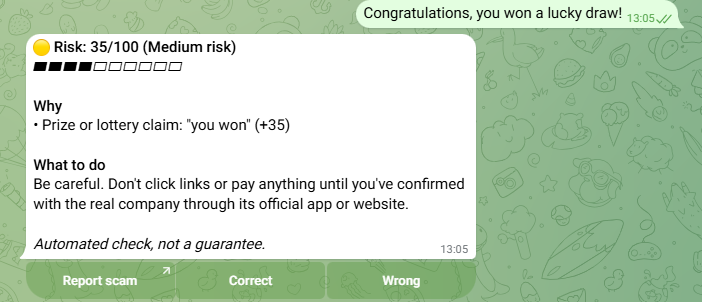 Congratulations, you won a lucky draw! 13:05
🟡 Risk: 35/100 (Medium risk)
▰▰▰▰▱▱▱▱▱▱
Why
• Prize or lottery claim: "you won" (+35)
What to do
Be careful. Don't click links or pay anything until you've confirmed
with the real company through its official app or website.
Automated check, not a guarantee.
13:05
Report scam
Correct
Wrong